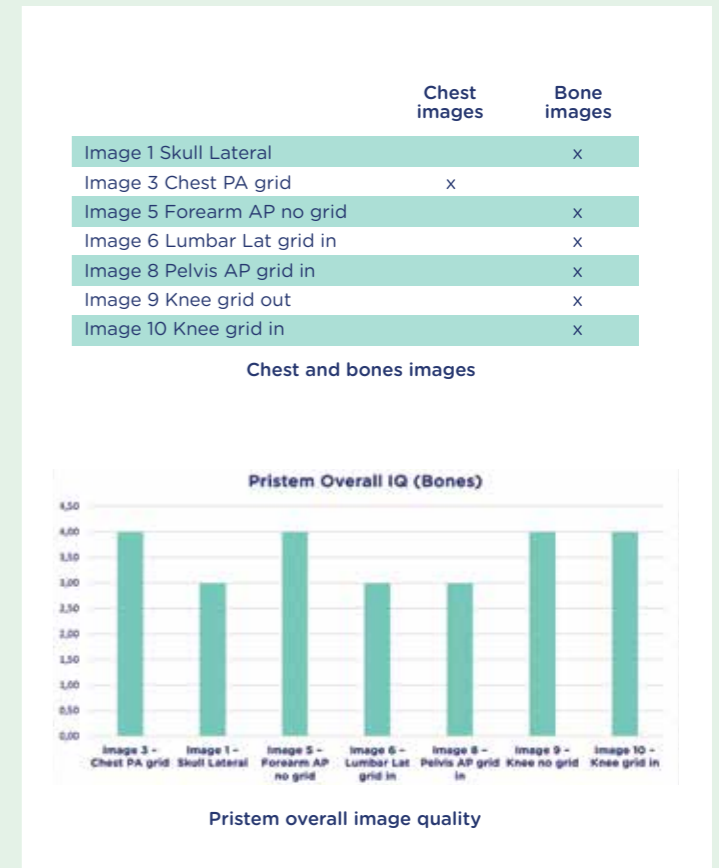 Chest images
Bone images
Image 1 Skull Lateral x
Image 3 Chest PA grid x
Image 5 Forearm AP no grid x
Image 6 Lumbar Lat grid in x
Image 8 Pelvis AP grid in x
Image 9 Knee grid out x
Image 10 Knee grid in x
Chest and bones images
Pristem Overall IQ (Bones)
4,50
4,00
3,50
3,00
2,50
2,00
1,50
1,00
0,50
0,00
Image 3 - Chest PA grid
Image 1 - Skull Lateral
Image 5 - Forearm AP no grid
Image 6 - Lumbar Lat grid in
Image 8 - Pelvis AP grid in
Image 9 - Knee no grid
Image 10 - Knee grid in
Pristem overall image quality